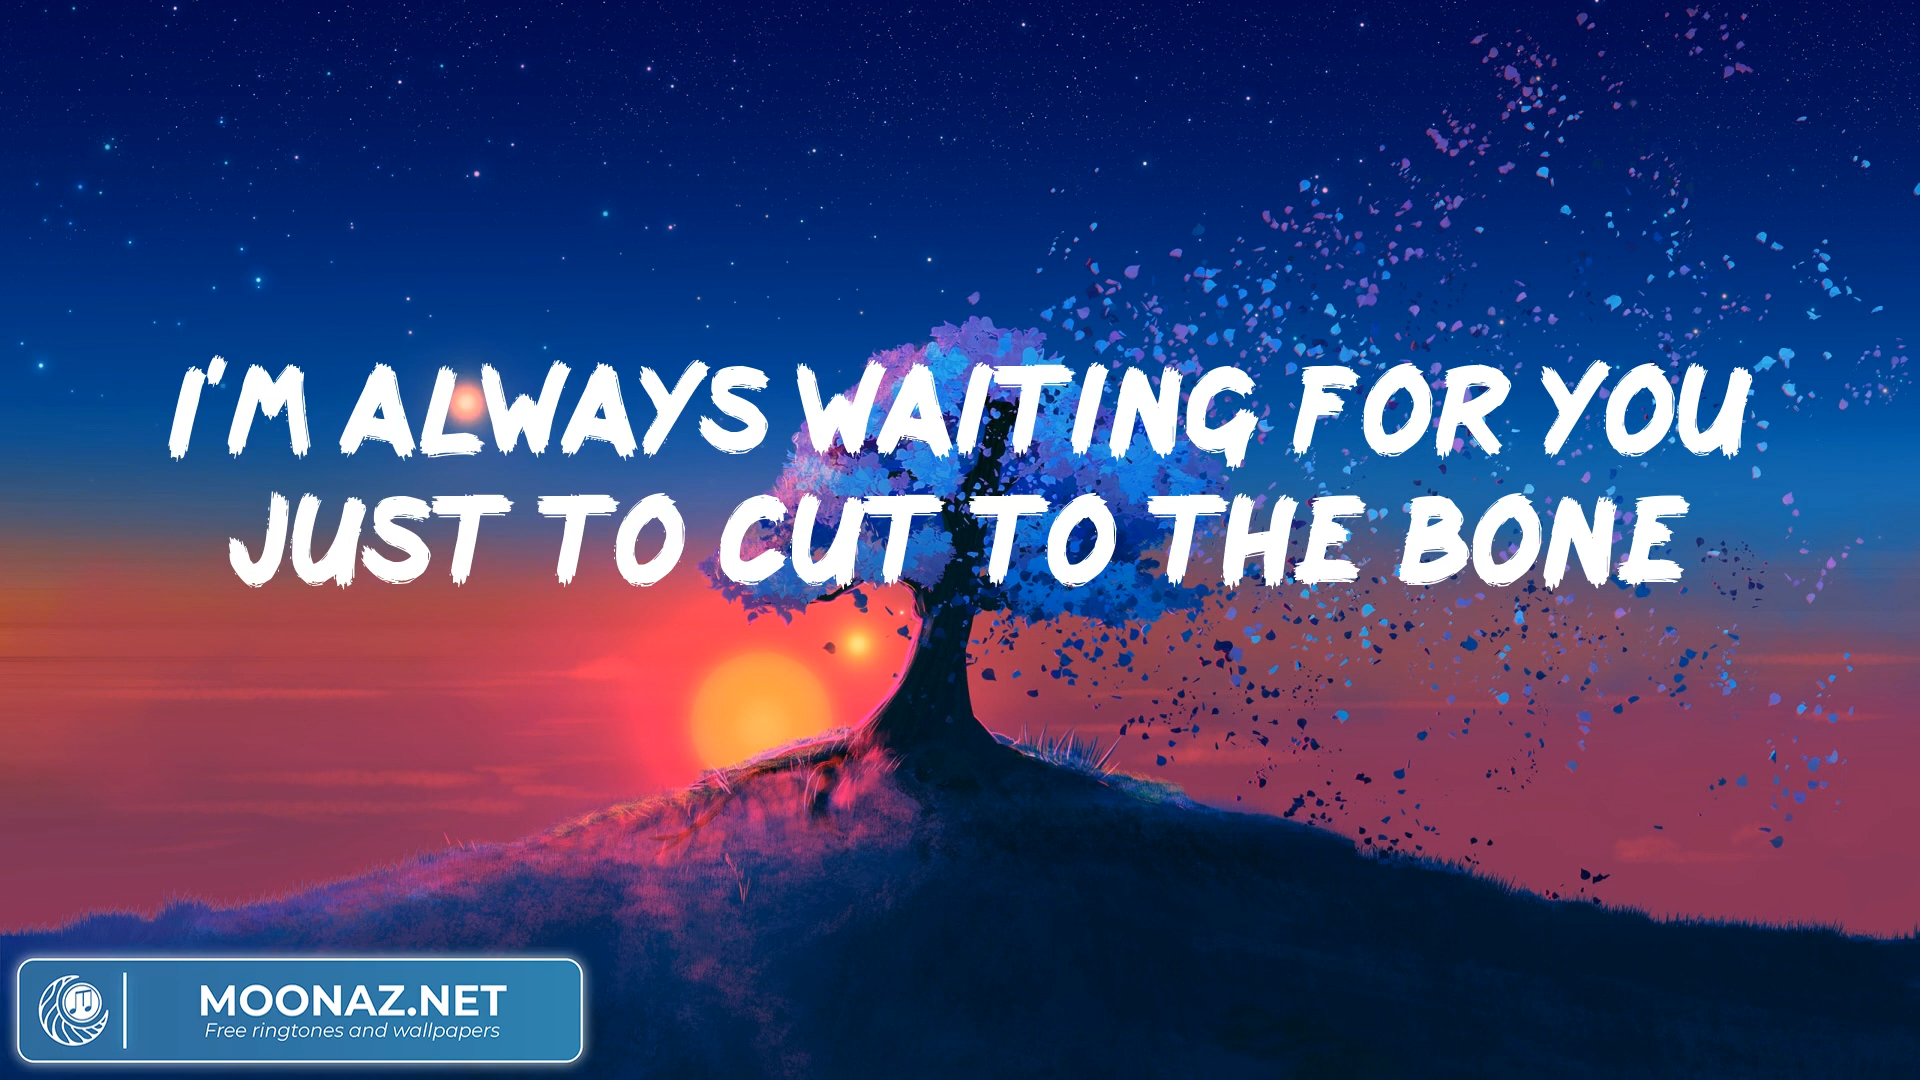 I'M ALWAYS WAITING FOR YOU
JUST TO CUT TO THE BONE
MOONAZ.NET
Free ringtones and wallpapers